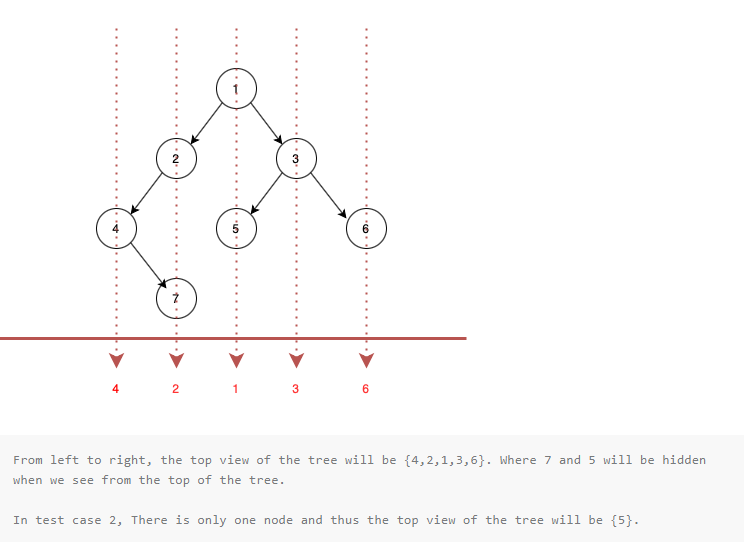 1
2
3
4
5
6
7
4 2 1 3 6
From left to right, the top view of the tree will be {4,2,1,3,6}. Where 7 and 5 will be hidden
when we see from the top of the tree.
In test case 2, There is only one node and thus the top view of the tree will be {5}.